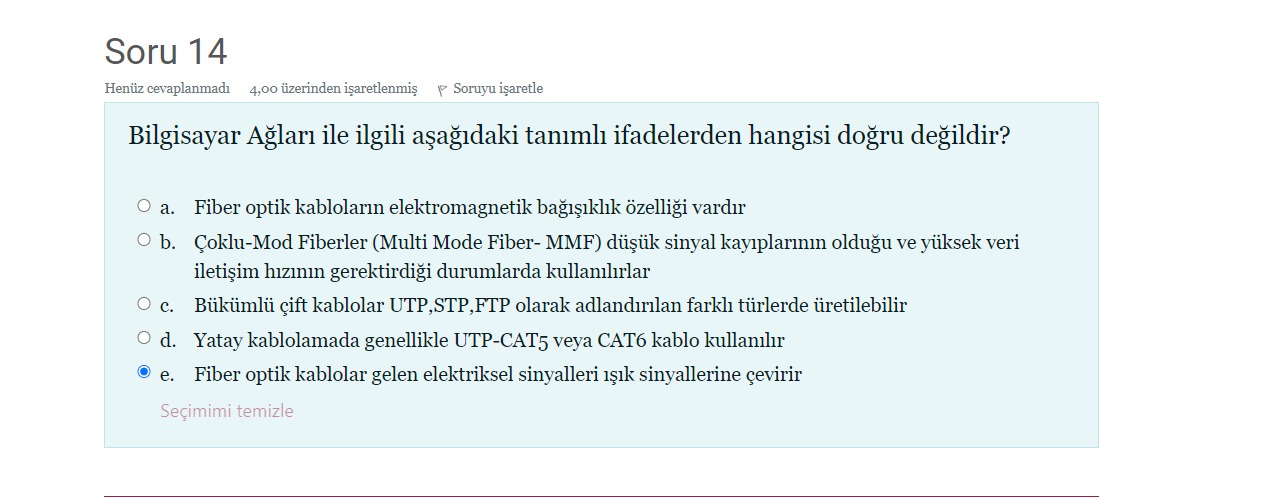 Soru 14
Henüz cevaplanmadı 4,00 üzerinden işaretlenmiş Soruyu işaretle
Bilgisayar Ağları ile ilgili aşağıdaki tanımlı ifadelerden hangisi doğru değildir?
a. Fiber optik kabloların elektromagnetik bağışıklık özelliği vardır
b. Çoklu-Mod Fiberler (Multi Mode Fiber- MMF) düşük sinyal kayıplarının olduğu ve yüksek veri
iletişim hızının gerektirdiği durumlarda kullanılırlar
c. Bükümlü çift kablolar UTP,STP,FTP olarak adlandırılan farklı türlerde üretilebilir
d. Yatay kablolamada genellikle UTP-CAT5 veya CAT6 kablo kullanılır
e. Fiber optik kablolar gelen elektriksel sinyalleri ışık sinyallerine çevirir
Seçimimi temizle